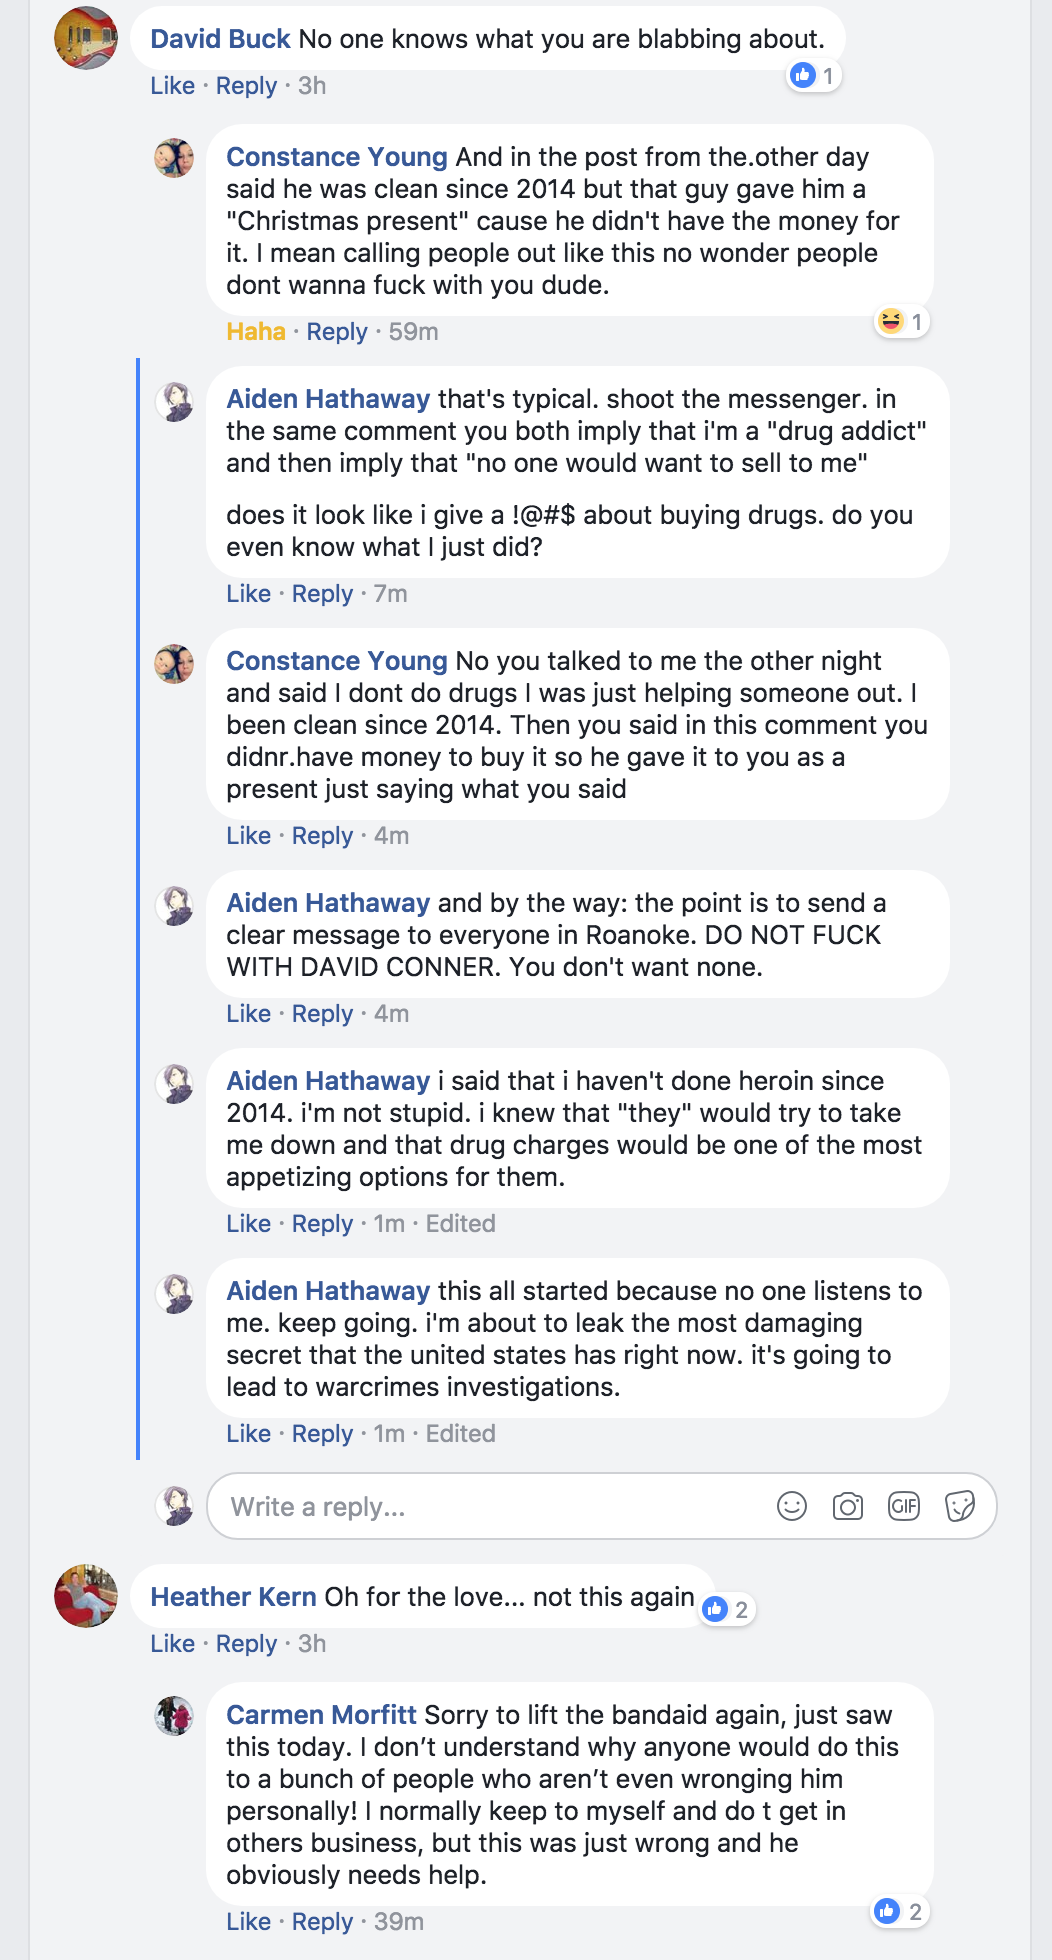 David Buck No one knows what you are blabbing about.
1
Like · Reply · 3h
Constance Young And in the post from the.other day
said he was clean since 2014 but that guy gave him a
"Christmas present" cause he didn't have the money for
it. I mean calling people out like this no wonder people
dont wanna fuck with you dude.
Haha · Reply · 59m
1
Aiden Hathaway that's typical. shoot the messenger. in
the same comment you both imply that i'm a "drug addict"
and then imply that "no one would want to sell to me"
does it look like i give a !@#$ about buying drugs. do you
even know what I just did?
Like · Reply · 7m
Constance Young No you talked to me the other night
and said I dont do drugs I was just helping someone out. I
been clean since 2014. Then you said in this comment you
didnr.have money to buy it so he gave it to you as a
present just saying what you said
Like · Reply · 4m
Aiden Hathaway and by the way: the point is to send a
clear message to everyone in Roanoke. DO NOT FUCK
WITH DAVID CONNER. You don't want none.
Like · Reply · 4m
Aiden Hathaway i said that i haven't done heroin since
2014. i'm not stupid. i knew that "they" would try to take
me down and that drug charges would be one of the most
appetizing options for them.
Like · Reply · 1m · Edited
Aiden Hathaway this all started because no one listens to
me. keep going. i'm about to leak the most damaging
secret that the united states has right now. it's going to
lead to warcrimes investigations.
Like · Reply · 1m · Edited
Write a reply...
GIF
Heather Kern Oh for the love... not this again
2
Like · Reply · 3h
Carmen Morfitt Sorry to lift the bandaid again, just saw
this today. I don’t understand why anyone would do this
to a bunch of people who aren’t even wronging him
personally! I normally keep to myself and do t get in
others business, but this was just wrong and he
obviously needs help.
2
Like · Reply · 39m